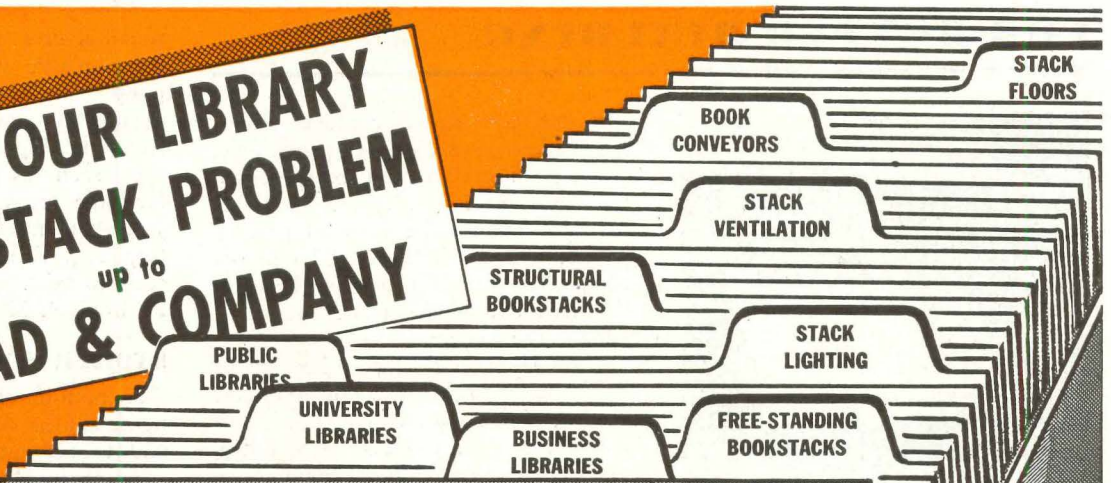 OUR LIBRARY
STACK PROBLEM
up to
& COMPANY
STACK
FLOORS
BOOK
CONVEYORS
STACK
VENTILATION
STRUCTURAL
BOOKSTACKS
STACK
LIGHTING
PUBLIC
LIBRARIES
UNIVERSITY
LIBRARIES
BUSINESS
LIBRARIES
FREE-STANDING
BOOKSTACKS